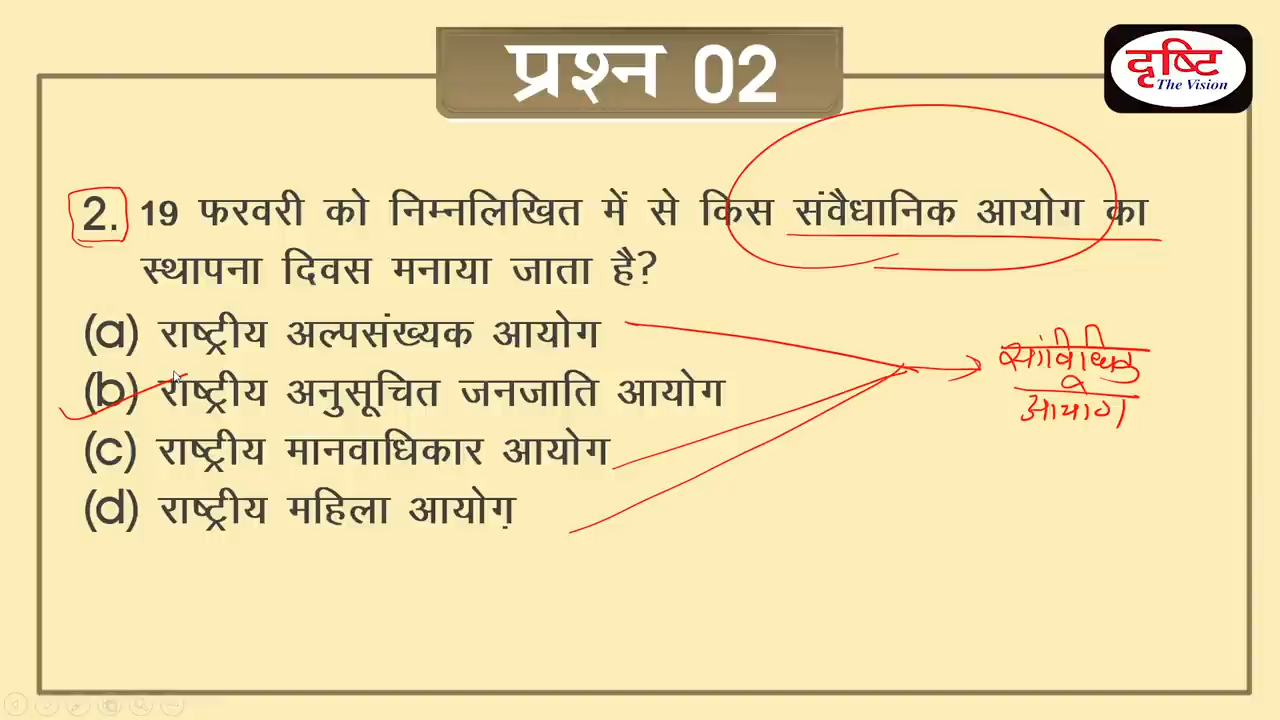 प्रश्न 02
दृष्टि
The Vision
2. 19 फरवरी को निम्नलिखित में से किस संवैधानिक आयोग का
स्थापना दिवस मनाया जाता है?
(a) राष्ट्रीय अल्पसंख्यक आयोग
(b) राष्ट्रीय अनुसूचित जनजाति आयोग
(c) राष्ट्रीय मानवाधिकार आयोग
(d) राष्ट्रीय महिला आयोग़
सांविधिक
आयोग